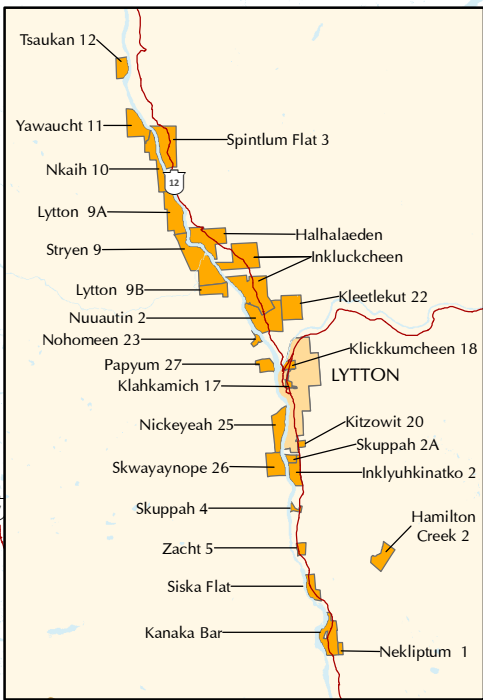 Tsaukan 12
Yawaucht 11
Spintlum Flat 3
Nkaih 10
12
Lytton 9A
Halhalaeden
Stryen 9
Inkluckcheen
Lytton 9B
Kleetlekut 22
Nuuautin 2
Nohomeen 23
Klickkumcheen 18
Papyum 27
LYTTON
Klahkamich 17
Nickeyeah 25
Kitzowit 20
Skuppah 2A
Skwayaynope 26
Inklyuhkinatko 2
Skuppah 4
Hamilton
Creek 2
Zacht 5
Siska Flat
Kanaka Bar
Nekliptum 1